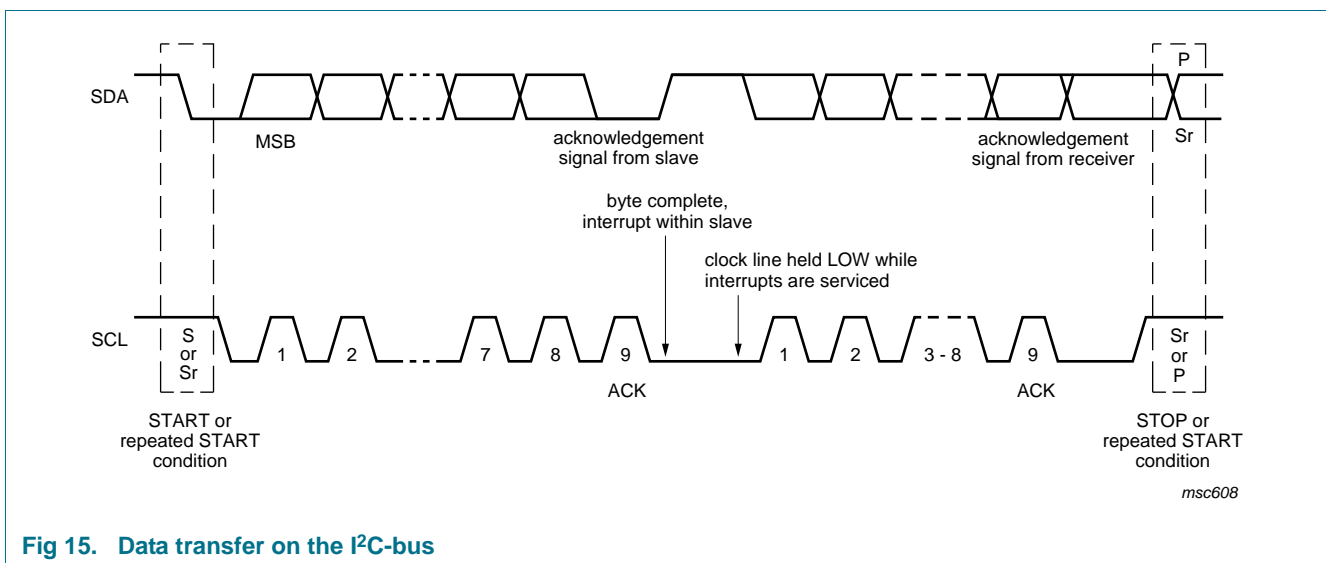 P
SDA
MSB
acknowledgement
signal from slave
acknowledgement
signal from receiver
Sr
byte complete,
interrupt within slave
clock line held LOW while
interrupts are serviced
SCL
S
or
Sr
1
2
7
8
9
1
2
3 - 8
9
Sr
or
P
ACK
ACK
START or
repeated START
condition
STOP or
repeated START
condition
msc608
Fig 15. Data transfer on the I²C-bus